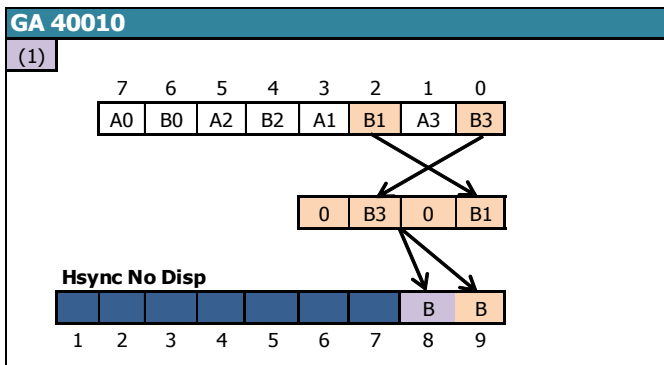 GA 40010
(1)
7 6 5 4 3 2 1 0
A0 B0 A2 B2 A1 B1 A3 B3
0 B3 0 B1
Hsync No Disp
B B
1 2 3 4 5 6 7 8 9